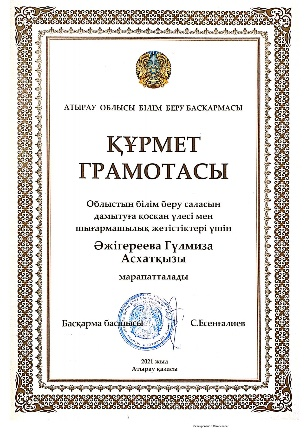 АТЫРАУ ОБЛЫСЫ БІЛІМ БЕРУ БАСҚАРМАСЫ
ҚҰРМЕТ
ГРАМОТАСЫ
Облыстың білім беру саласын
дамытуға қосқан үлесі мен
шығармашылық жетістіктері үшін
Әжігереева Гүлмиза
Асхатқызы
марапатталады
Басқарма басшысы С.Есенғалиев
2021 жыл
Атырау қаласы